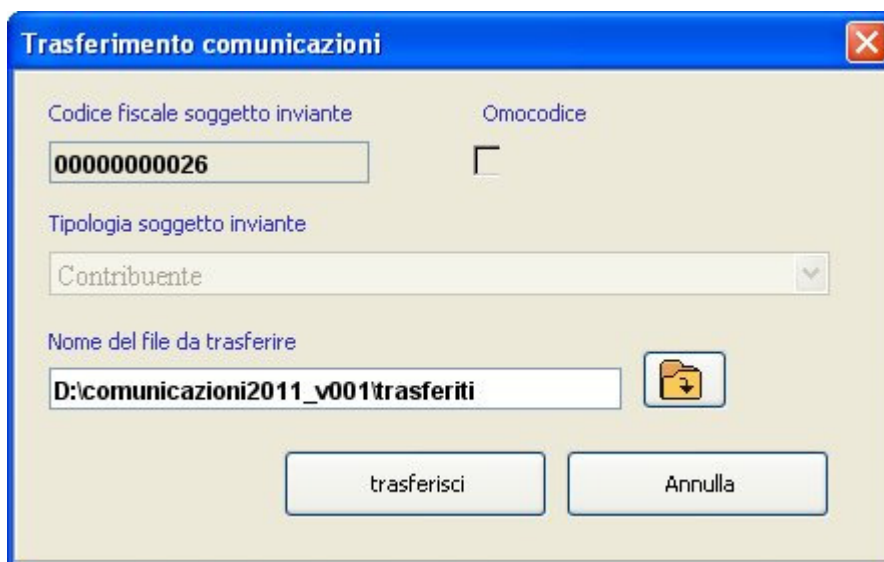 Trasferimento comunicazioni
Codice fiscale soggetto inviante Omocodice
00000000026
Tipologia soggetto inviante
Contribuente
Nome del file da trasferire
D:\comunicazioni2011_v001\trasferiti
trasferisci Annulla